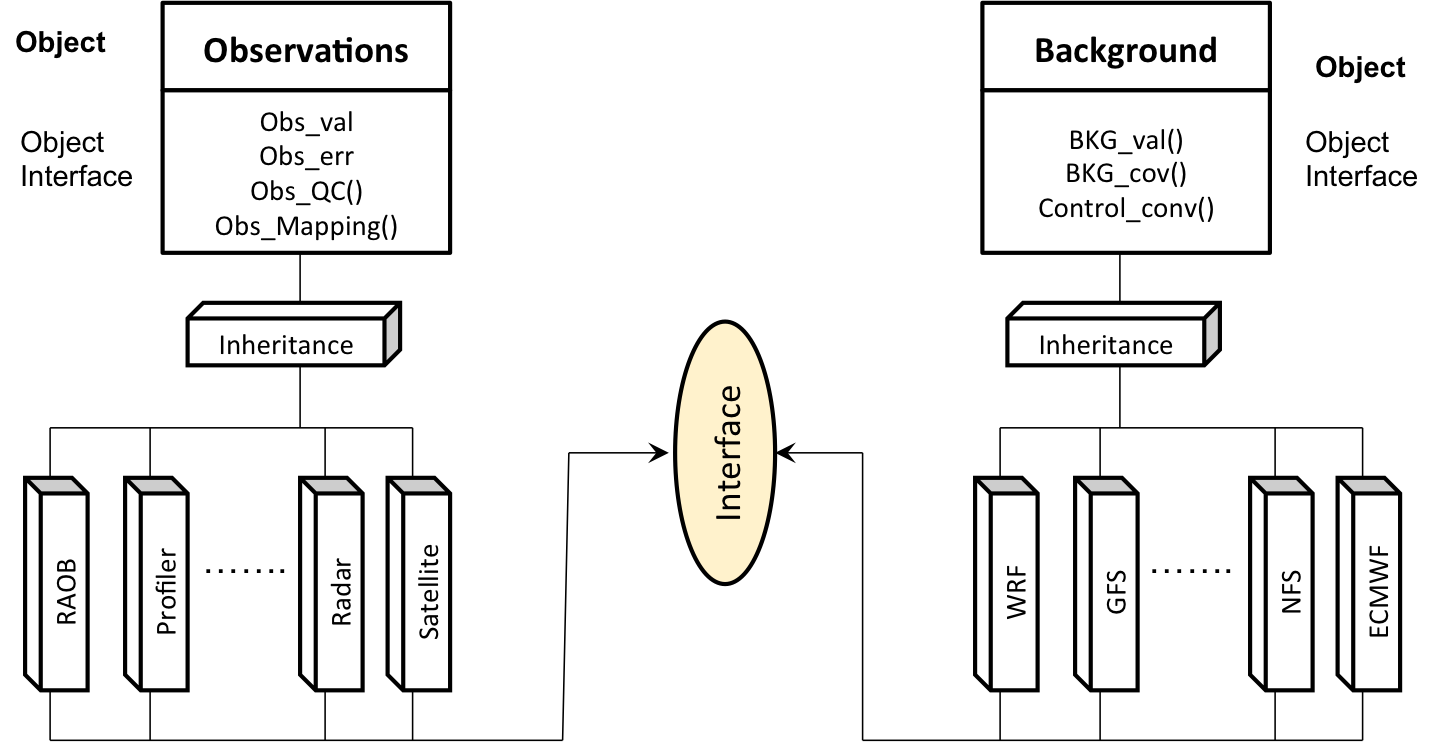 Object
Observations
Object
Interface
Obs_val
Obs_err
Obs_QC()
Obs_Mapping()
Inheritance
RAOB
Profiler
.......
Radar
Satellite
Interface
Background
Object
BKG_val()
BKG_cov()
Control_conv()
Object
Interface
Inheritance
WRF
GFS
.......
NFS
ECMWF